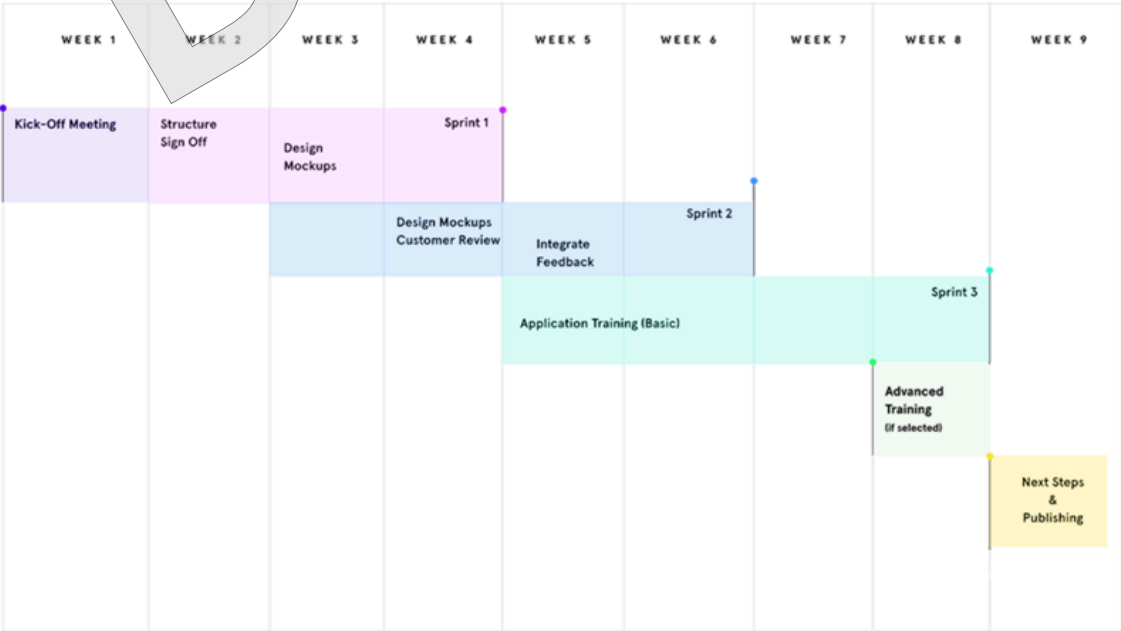 WEEK 1 WEEK 2 WEEK 3 WEEK 4 WEEK 5 WEEK 6 WEEK 7 WEEK 8 WEEK 9
Kick-Off Meeting
Structure
Sign Off
Design
Mockups
Sprint 1
Design Mockups
Customer Review
Integrate
Feedback
Sprint 2
Application Training (Basic)
Sprint 3
Advanced
Training
(if selected)
Next Steps
&
Publishing